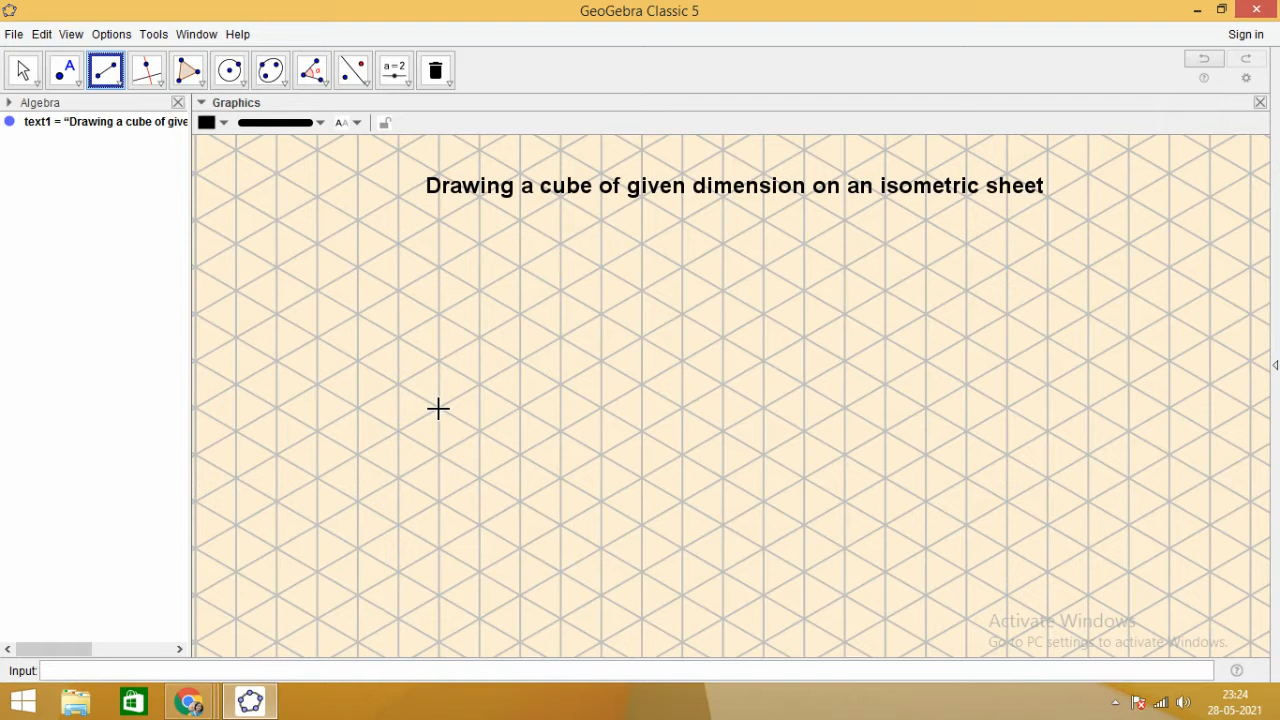 GeoGebra Classic 5
File Edit View Options Tools Window Help
Sign in
A
a = 2
Algebra
Graphics
text1 = “Drawing a cube of give
AA
Drawing a cube of given dimension on an isometric sheet
Activate Windows
Go to PC settings to activate Windows.
Input:
23:24
28-05-2021